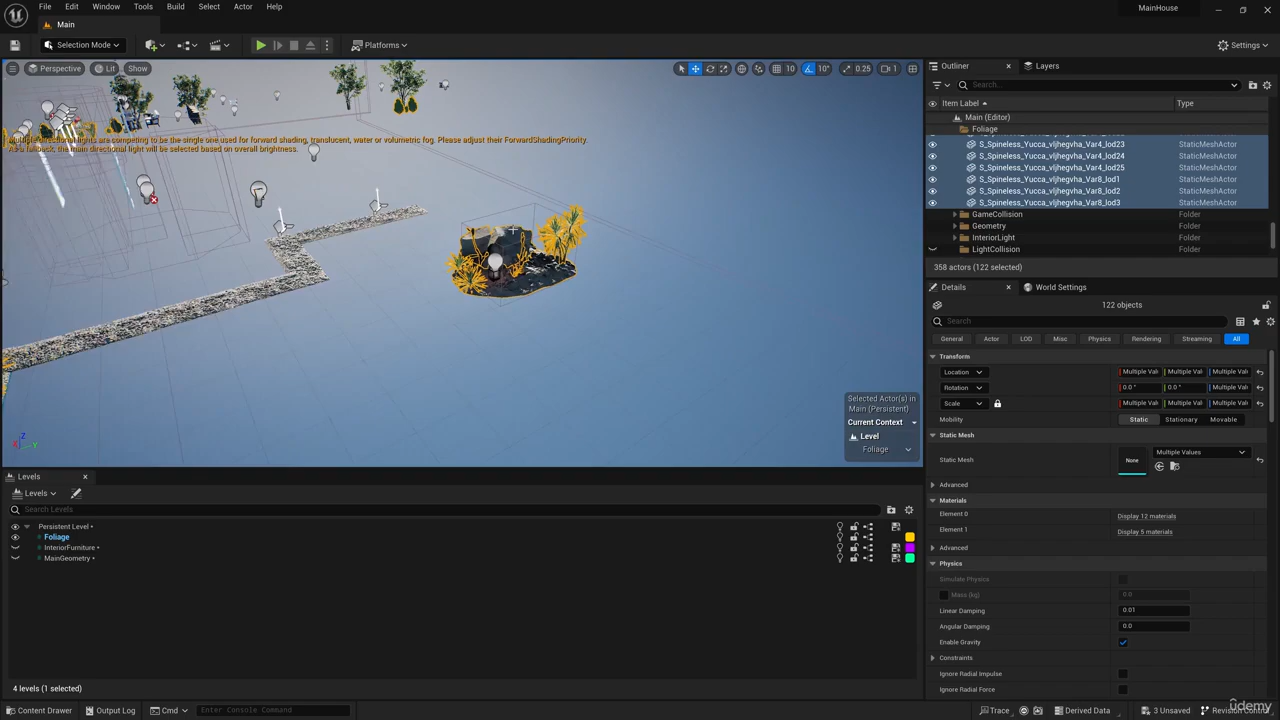 File Edit Window Tools Build Select Actor Help
MainHouse
Main
Selection Mode
Platforms
Settings
Perspective Lit Show
10 10° 0.25 1
Multiple directional lights are competing to be the single one used for forward shading, translucent, water or volumetric fog. Please adjust their ForwardShadingPriority.
As a fallback, the main directional light will be selected based on overall brightness.
Selected Actor(s) in
Main (Persistent)
Current Context
Level
Foliage
Z
X
Y
Outliner Layers
Search...
Item Label Type
Main (Editor)
Foliage
S_Spineless_Yucca_vljhegvha_Var4_lod23 StaticMeshActor
S_Spineless_Yucca_vljhegvha_Var4_lod24 StaticMeshActor
S_Spineless_Yucca_vljhegvha_Var4_lod25 StaticMeshActor
S_Spineless_Yucca_vljhegvha_Var8_lod1 StaticMeshActor
S_Spineless_Yucca_vljhegvha_Var8_lod2 StaticMeshActor
S_Spineless_Yucca_vljhegvha_Var8_lod3 StaticMeshActor
GameCollision Folder
Geometry Folder
InteriorLight Folder
LightCollision Folder
358 actors (122 selected)
Details World Settings
122 objects
Search
General Actor LOD Misc Physics Rendering Streaming All
Transform
Location Multiple Val Multiple Val Multiple Val
Rotation 0.0 ° 0.0 ° Multiple Val
Scale Multiple Val Multiple Val Multiple Val
Mobility Static Stationary Movable
Static Mesh
Static Mesh None Multiple Values
Advanced
Materials
Element 0 Display 12 materials
Element 1 Display 5 materials
Advanced
Physics
Simulate Physics
Mass (kg) 0.0
Linear Damping 0.01
Angular Damping 0.0
Enable Gravity
Constraints
Ignore Radial Impulse
Ignore Radial Force
Levels
Levels
Search Levels
Persistent Level •
Foliage
InteriorFurniture •
MainGeometry •
4 levels (1 selected)
Content Drawer Output Log Cmd Enter Console Command
Trace Derived Data 3 Unsaved Revision Control
udemy